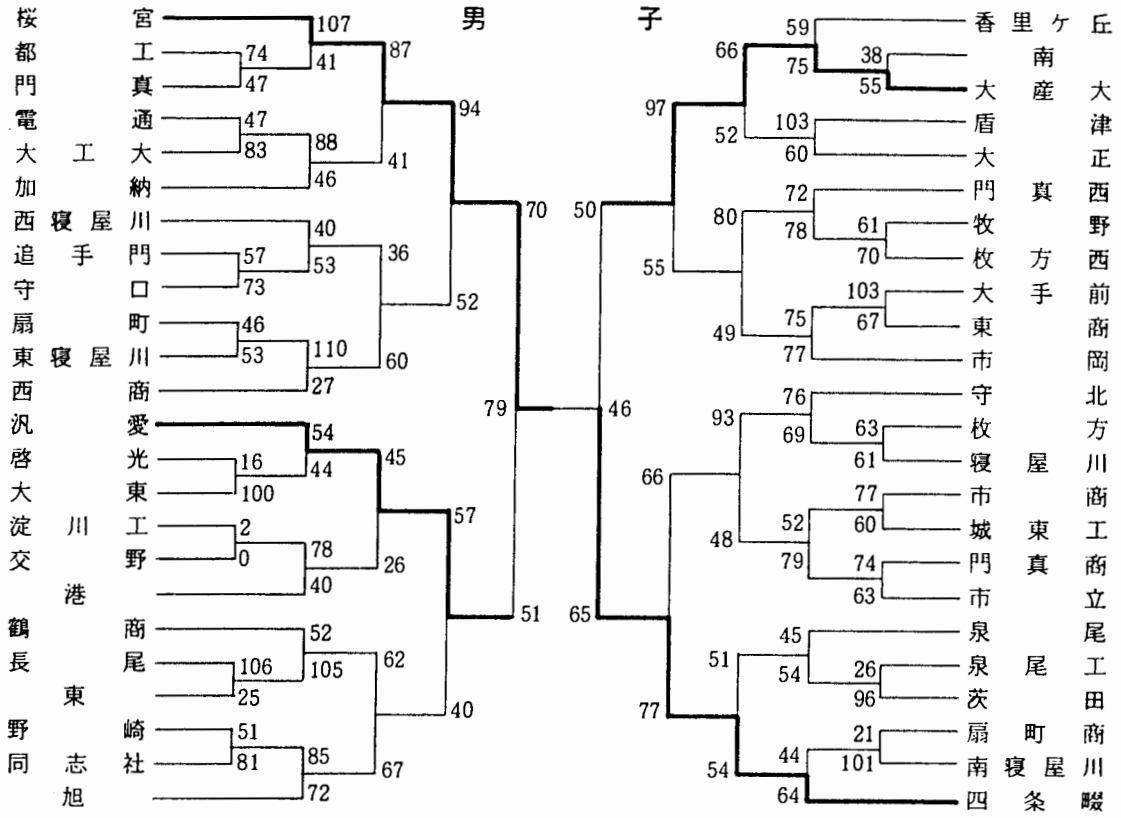 男 子
桜宮
都工
門真
電通
大工大
加納
西寝屋川
追手門
守口
扇町
東寝屋川
西商
汎愛
啓光
大東
淀川工
交野
港
鶴商
長尾
東
野崎
同志社
旭
107
74
41
47
87
47
83
88
46
41
94
40
57
53
73
36
46
53
110
27
60
52
70
54
16
44
100
45
2
0
78
40
26
57
52
106
105
25
62
51
81
85
72
67
40
51
79
46
50
65
97
55
66
77
66
52
80
49
93
48
51
54
59
75
38
55
103
60
72
78
61
70
75
77
103
67
76
69
63
61
52
79
77
60
74
63
45
54
26
96
44
64
21
101
香里ケ丘
南
大産大
盾津
大正
門真西
牧野
枚方西
大手前
東商
市岡
守北
枚方
寝屋川
市商
城東工
門真商
市立
泉尾
泉尾工
茨田
扇町商
南寝屋川
四条畷